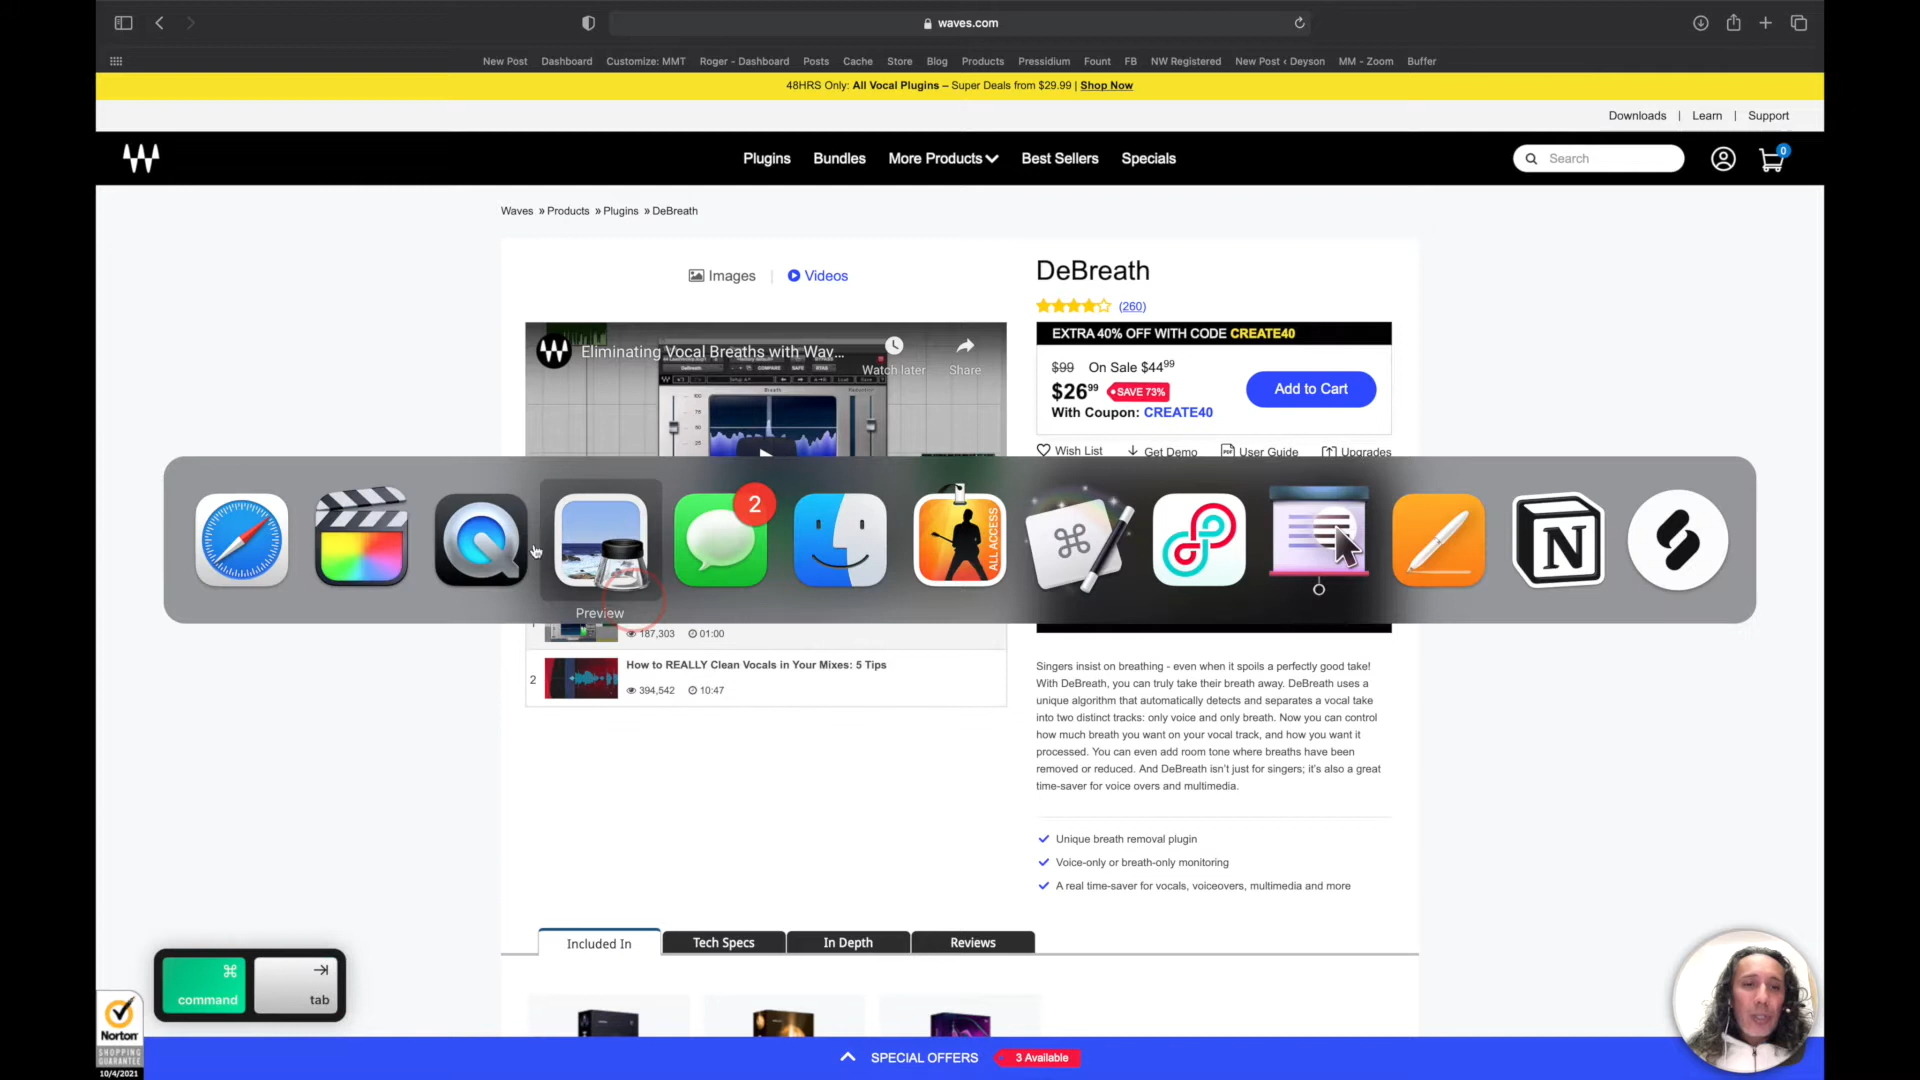 waves.com
New Post Dashboard Customize: MMT Roger - Dashboard Posts Cache Store Blog Products Pressidium Fount FB NW Registered New Post ‹ Deyson MM - Zoom Buffer
48HRS Only: All Vocal Plugins – Super Deals from $29.99 | Shop Now
Downloads | Learn | Support
Plugins Bundles More Products Best Sellers Specials
Search
0
Waves » Products » Plugins » DeBreath
Images | Videos
DeBreath
(260)
Eliminating Vocal Breaths with Wav...
Watch later
Share
EXTRA 40% OFF WITH CODE CREATE40
$99 On Sale $44.99
$26.99 SAVE 73%
With Coupon: CREATE40
Add to Cart
Wish List Get Demo User Guide Upgrades
2
ALL ACCESS
Preview
187,303 01:00
2
How to REALLY Clean Vocals in Your Mixes: 5 Tips
394,542 10:47
Singers insist on breathing - even when it spoils a perfectly good take!
With DeBreath, you can truly take their breath away. DeBreath uses a
unique algorithm that automatically detects and separates a vocal take
into two distinct tracks: only voice and only breath. Now you can control
how much breath you want on your vocal track, and how you want it
processed. You can even add room tone where breaths have been
removed or reduced. And DeBreath isn't just for singers; it's also a great
time-saver for voice overs and multimedia.
Unique breath removal plugin
Voice-only or breath-only monitoring
A real time-saver for vocals, voiceovers, multimedia and more
Included In Tech Specs In Depth Reviews
command
tab
Norton
SHOPPING
GUARANTEE
10/4/2021
SPECIAL OFFERS 3 Available